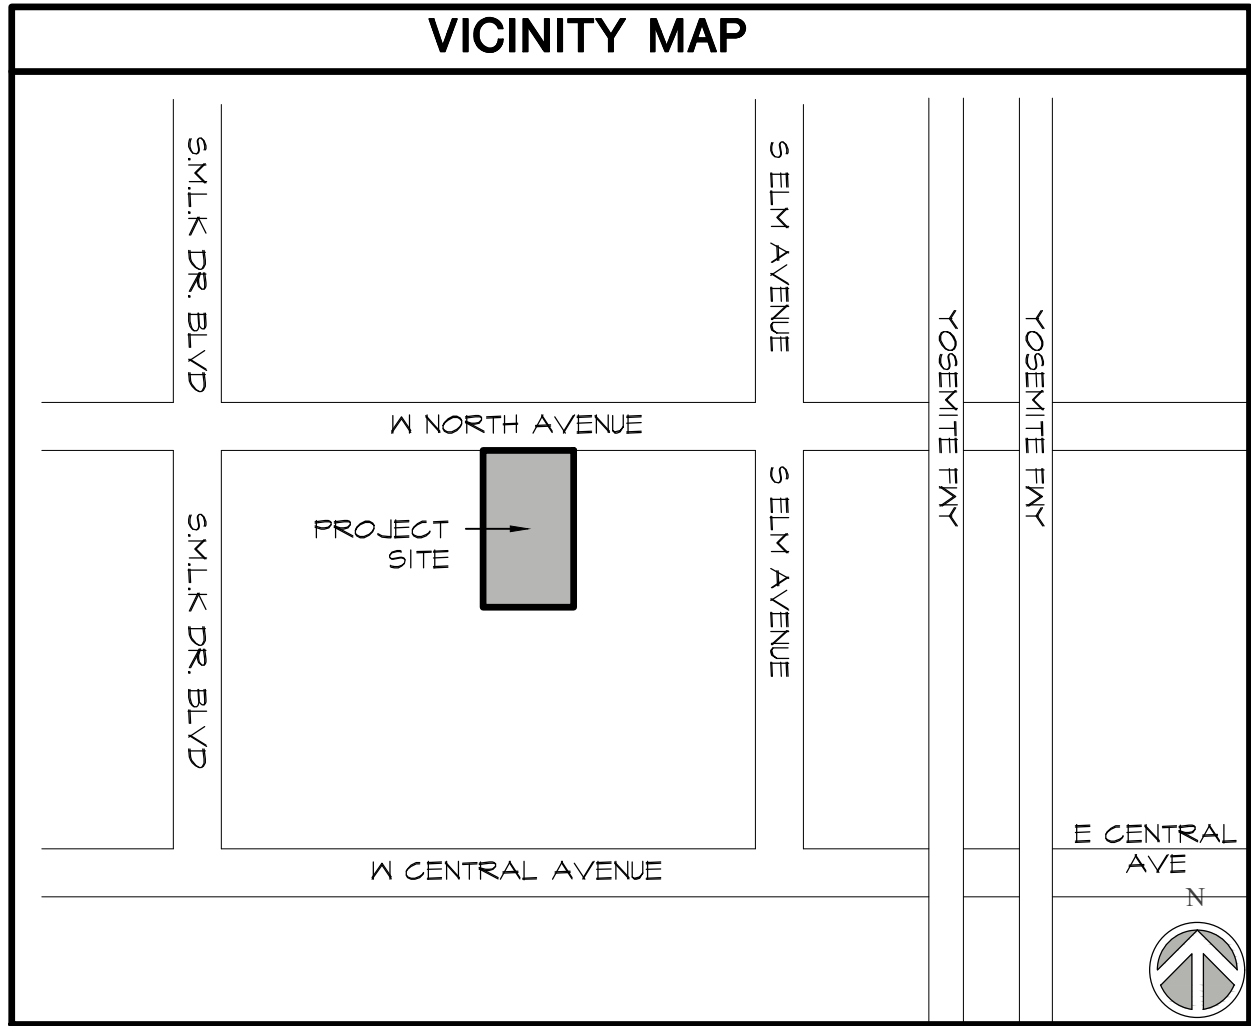 VICINITY MAP
S.M.L.K DR. BLVD
S ELM AVENUE
YOSEMITE FWY
YOSEMITE FWY
W NORTH AVENUE
S.M.L.K DR. BLVD
PROJECT
SITE
S ELM AVENUE
W CENTRAL AVENUE
E CENTRAL
AVE
N